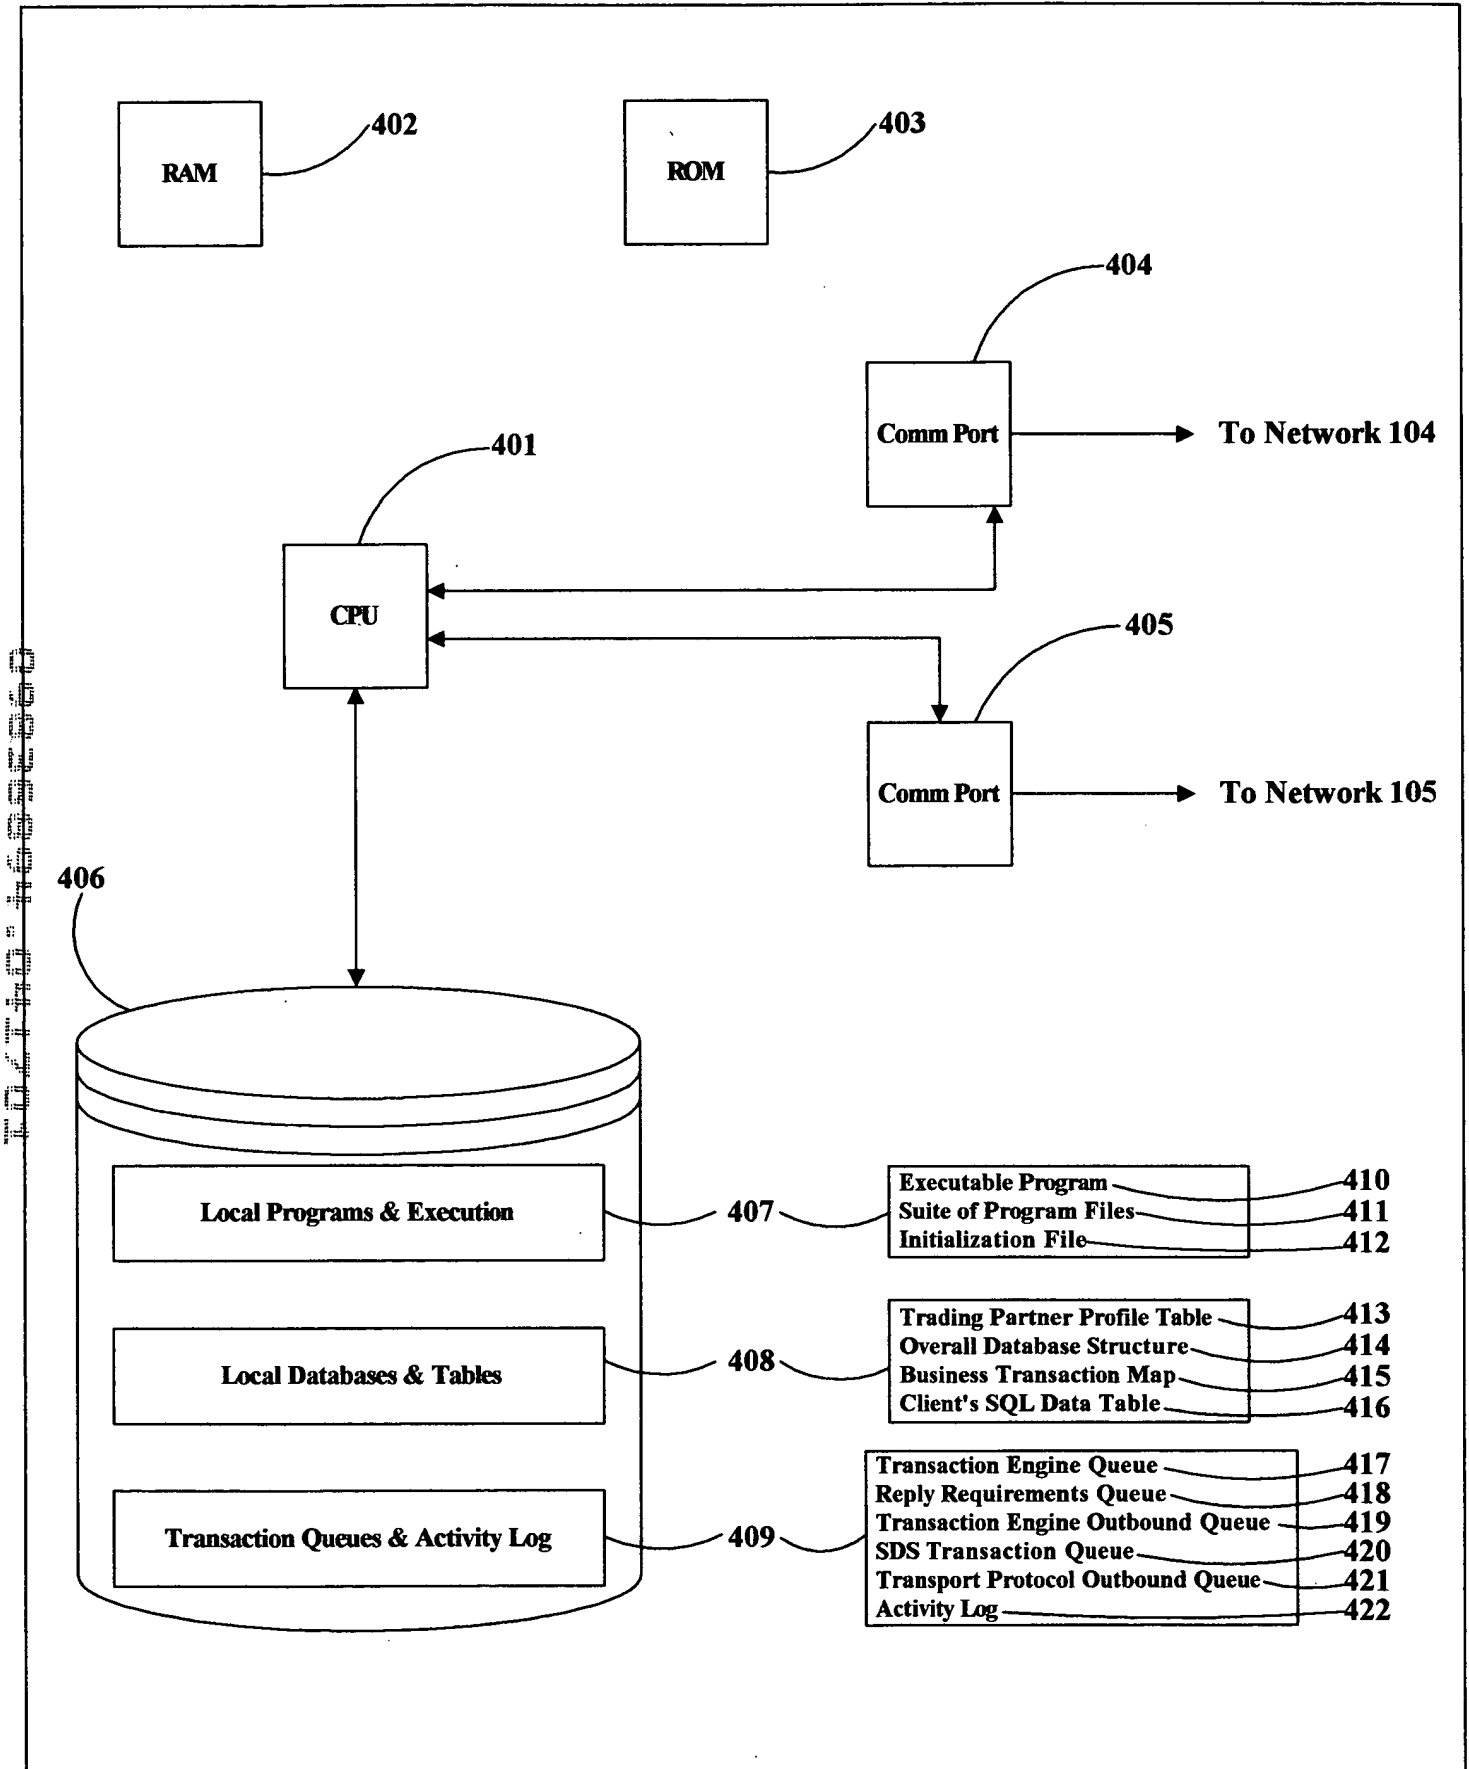 402
403
RAM
ROM
404
Comm Port
To Network 104
401
CPU
405
Comm Port
To Network 105
406
Local Programs & Execution
407
Executable Program
410
Suite of Program Files
411
Initialization File
412
Local Databases & Tables
408
Trading Partner Profile Table
413
Overall Database Structure
414
Business Transaction Map
415
Client's SQL Data Table
416
Transaction Queues & Activity Log
409
Transaction Engine Queue
417
Reply Requirements Queue
418
Transaction Engine Outbound Queue
419
SDS Transaction Queue
420
Transport Protocol Outbound Queue
421
Activity Log
422